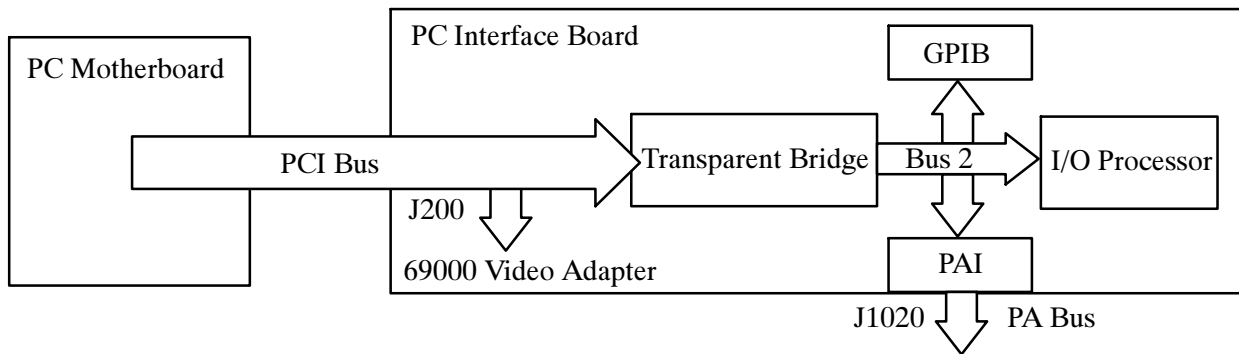 PC Motherboard
PC Interface Board
GPIB
PCI Bus
Transparent Bridge
Bus 2
I/O Processor
J200
69000 Video Adapter
PAI
J1020
PA Bus